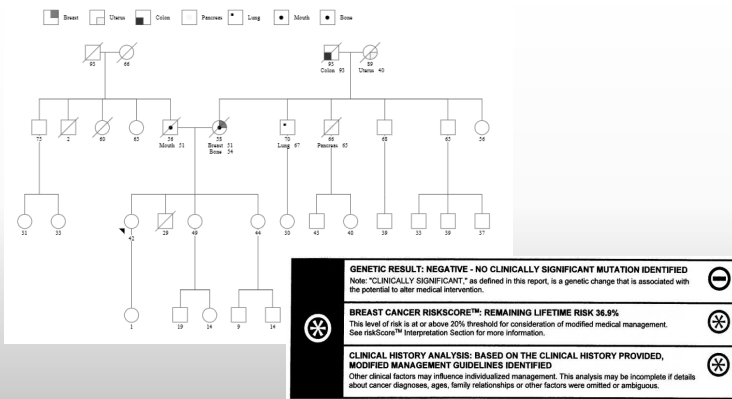 Breast Uterus Colon Pancreas Lung Mouth Bone
95 66 95 89
Colon 95 Uterus 40
75 2 60 65 56 58 70 66 68 65 56
Mouth 51 Breast 51 Lung 67 Pancreas 65
Bone 54
51 53 42 29 49 44 50 45 40 39 55 59 57
1 19 14 9 14
GENETIC RESULT: NEGATIVE - NO CLINICALLY SIGNIFICANT MUTATION IDENTIFIED
Note: "CLINICALLY SIGNIFICANT," as defined in this report, is a genetic change that is associated with
the potential to alter medical intervention.
BREAST CANCER RISKSCORE™: REMAINING LIFETIME RISK 36.9%
This level of risk is at or above 20% threshold for consideration of modified medical management.
See riskScore™ Interpretation Section for more information.
CLINICAL HISTORY ANALYSIS: BASED ON THE CLINICAL HISTORY PROVIDED,
MODIFIED MANAGEMENT GUIDELINES IDENTIFIED
Other clinical factors may influence individualized management. This analysis may be incomplete if details
about cancer diagnoses, ages, family relationships or other factors were omitted or ambiguous.